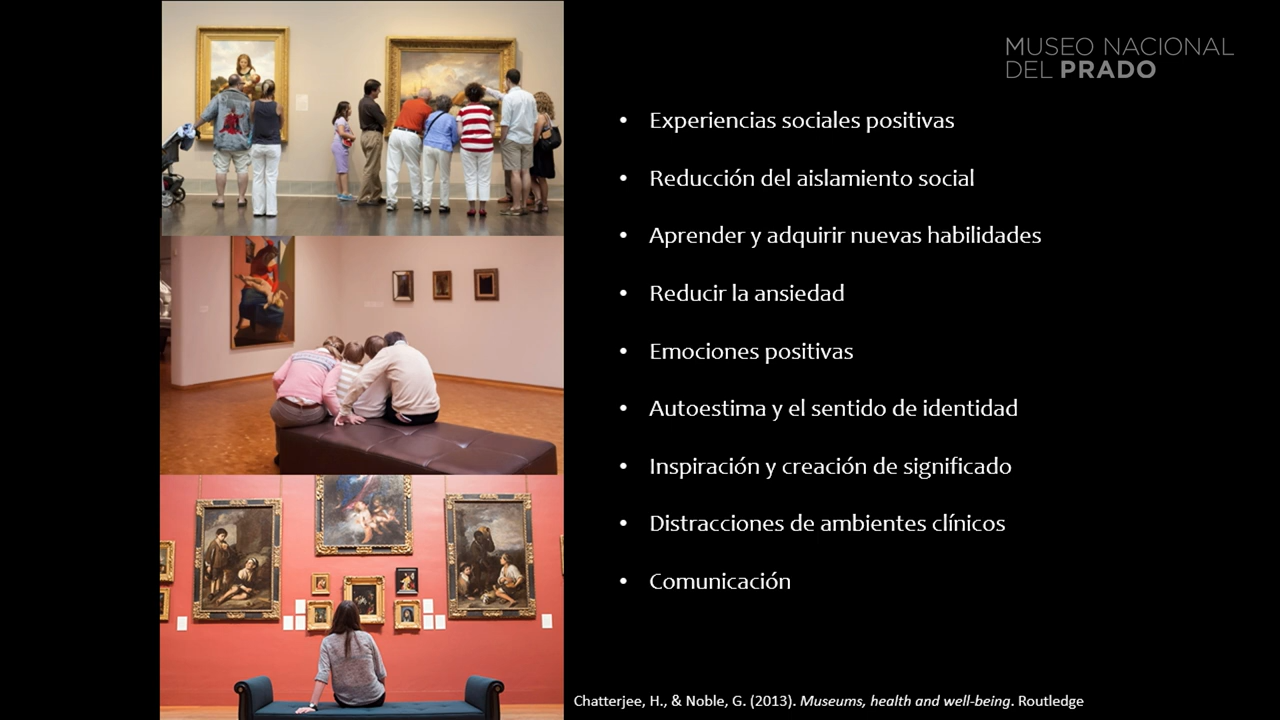 MUSEO NACIONAL
DEL PRADO
• Experiencias sociales positivas
• Reducción del aislamiento social
• Aprender y adquirir nuevas habilidades
• Reducir la ansiedad
• Emociones positivas
• Autoestima y el sentido de identidad
• Inspiración y creación de significado
• Distracciones de ambientes clínicos
• Comunicación
Chatterjee, H., & Noble, G. (2013). Museums, health and well-being. Routledge